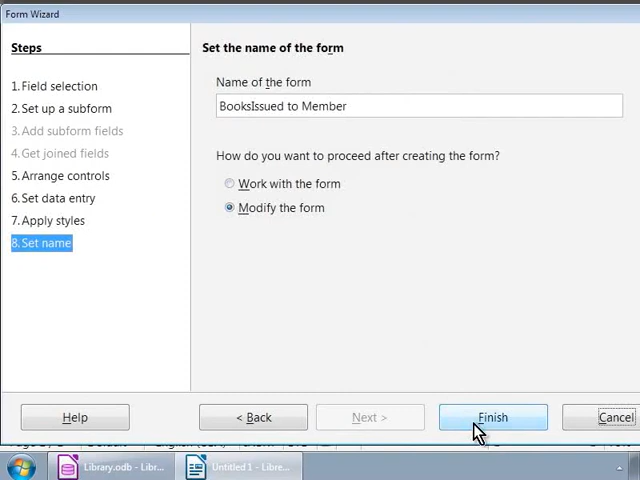 Form Wizard
Steps
1.Field selection
2.Set up a subform
3.Add subform fields
4.Get joined fields
5.Arrange controls
6.Set data entry
7.Apply styles
8.Set name
Set the name of the form
Name of the form
BooksIssued to Member
How do you want to proceed after creating the form?
Work with the form
Modify the form
Help
< Back
Next >
Finish
Cancel
Library.odb - Libr...
Untitled 1 - Libre...